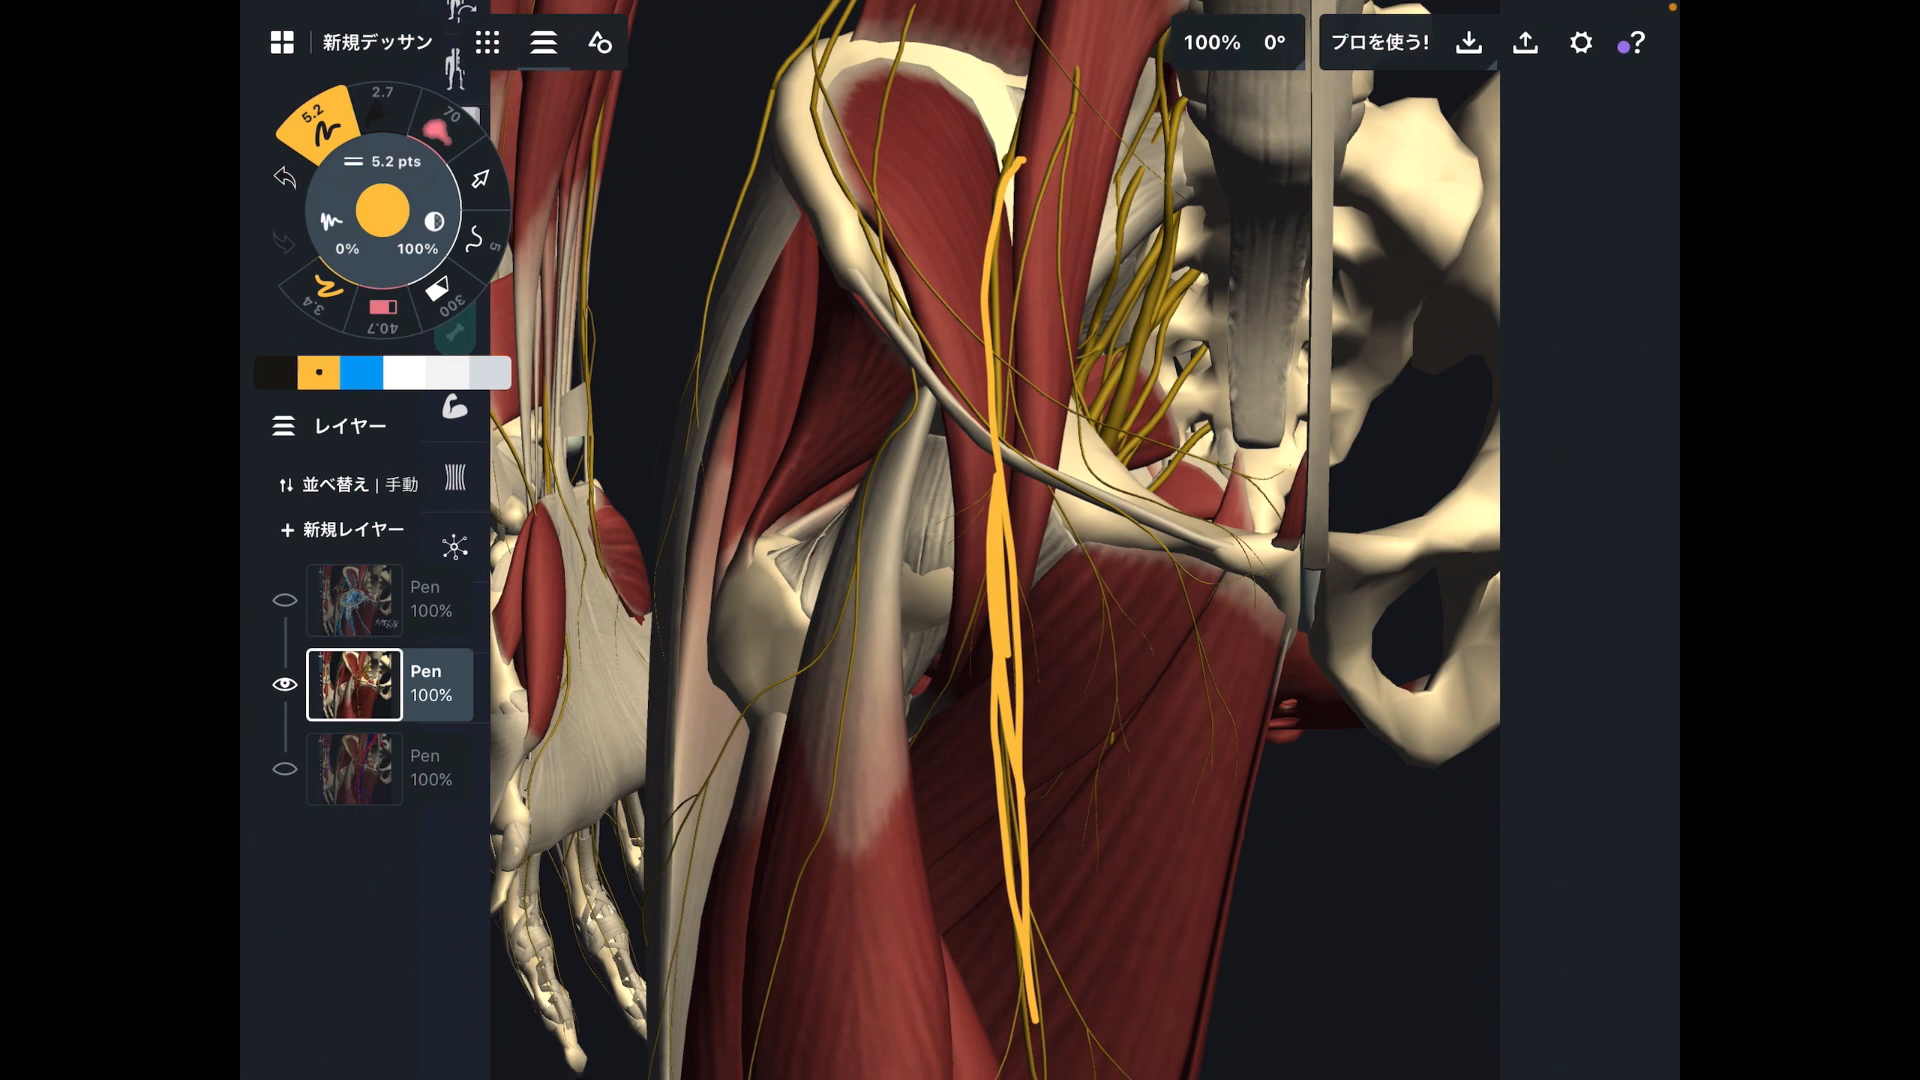 新規デッサン
100% 0°
プロを使う!
?
5.2
2.7
70
5.2 pts
0%
100%
5
300
40.7
3.4
レイヤー
並べ替え | 手動
+ 新規レイヤー
Pen
100%
Pen
100%
Pen
100%